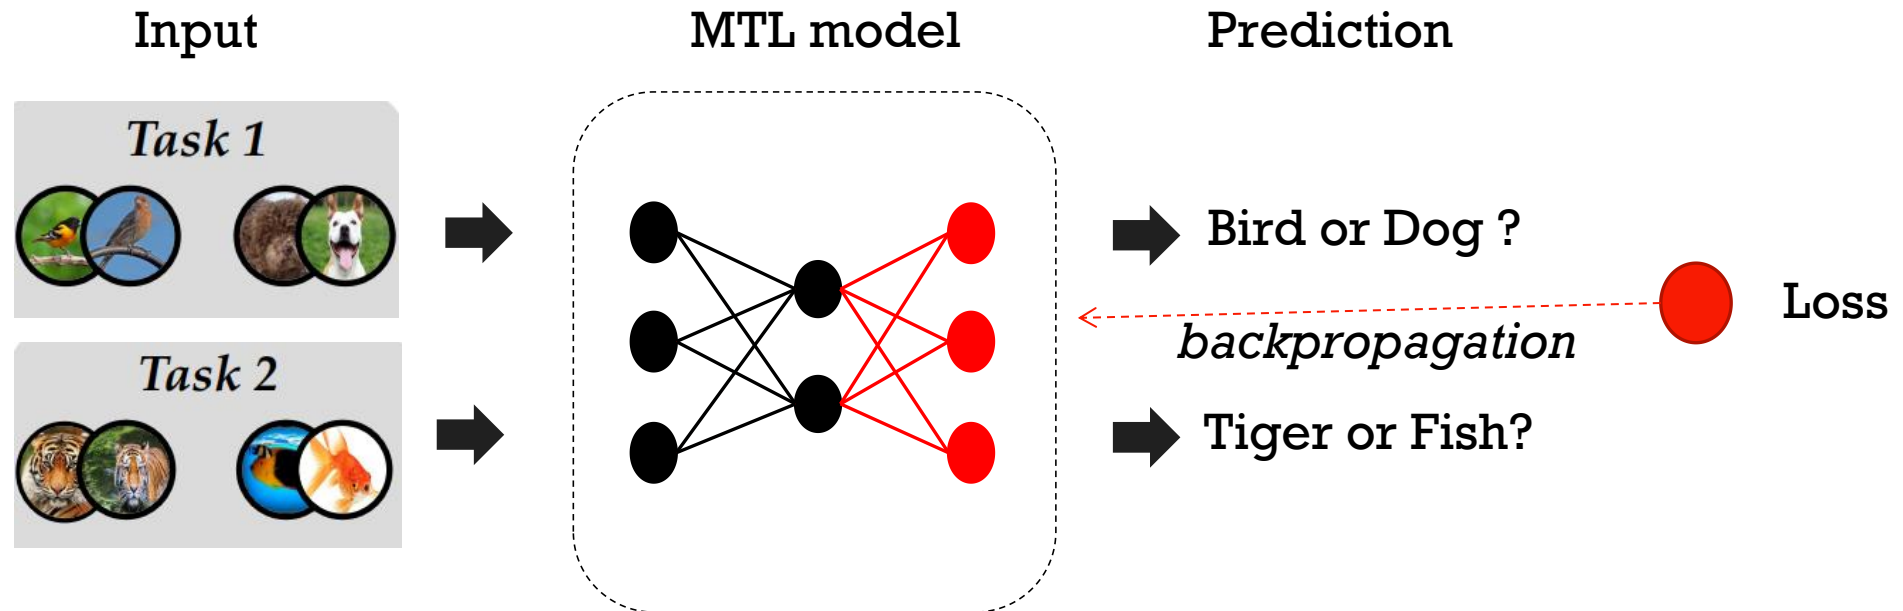 Input
MTL model
Prediction
Task 1
Bird or Dog ?
Loss
backpropagation
Task 2
Tiger or Fish?